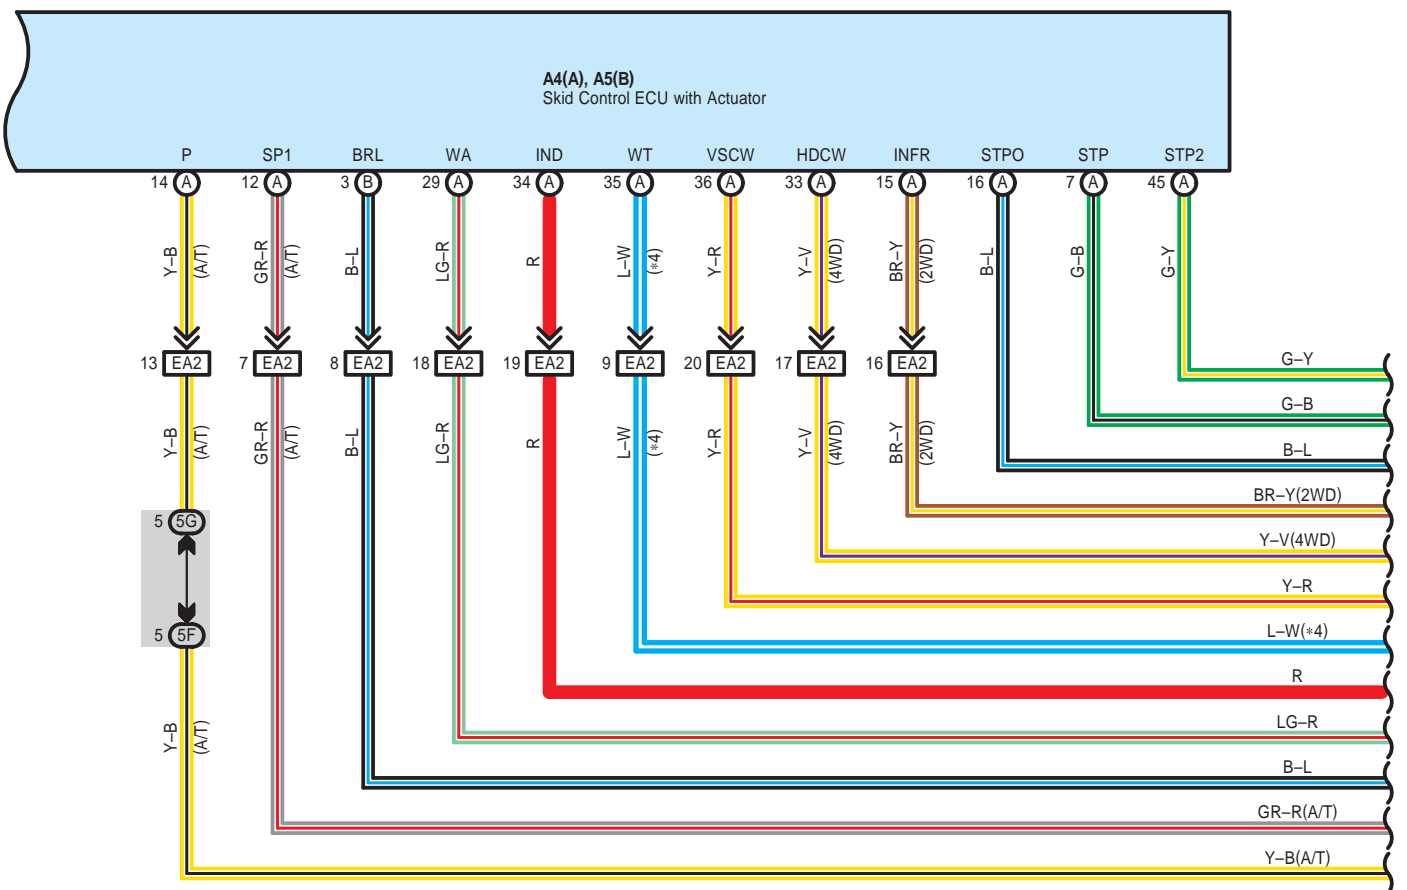 A4(A), A5(B)
Skid Control ECU with Actuator
P SP1 BRL WA IND WT VSCW HDCW INFR STPO STP STP2
14 A 12 A 3 B 29 A 34 A 35 A 36 A 33 A 15 A 16 A 7 A 45 A
Y–B (A/T) GR–R (A/T) B–L LG–R R L–W (∗4) Y–R Y–V (4WD) BR–Y (2WD) B–L G–B G–Y
13 EA2 7 EA2 8 EA2 18 EA2 19 EA2 9 EA2 20 EA2 17 EA2 16 EA2
G–Y
G–B
Y–B (A/T) GR–R (A/T) B–L LG–R R L–W (∗4) Y–R Y–V (4WD) BR–Y (2WD)
B–L
BR–Y(2WD)
5 5G
Y–V(4WD)
Y–R
L–W(∗4)
5 5F
R
LG–R
Y–B (A/T)
B–L
GR–R(A/T)
Y–B(A/T)